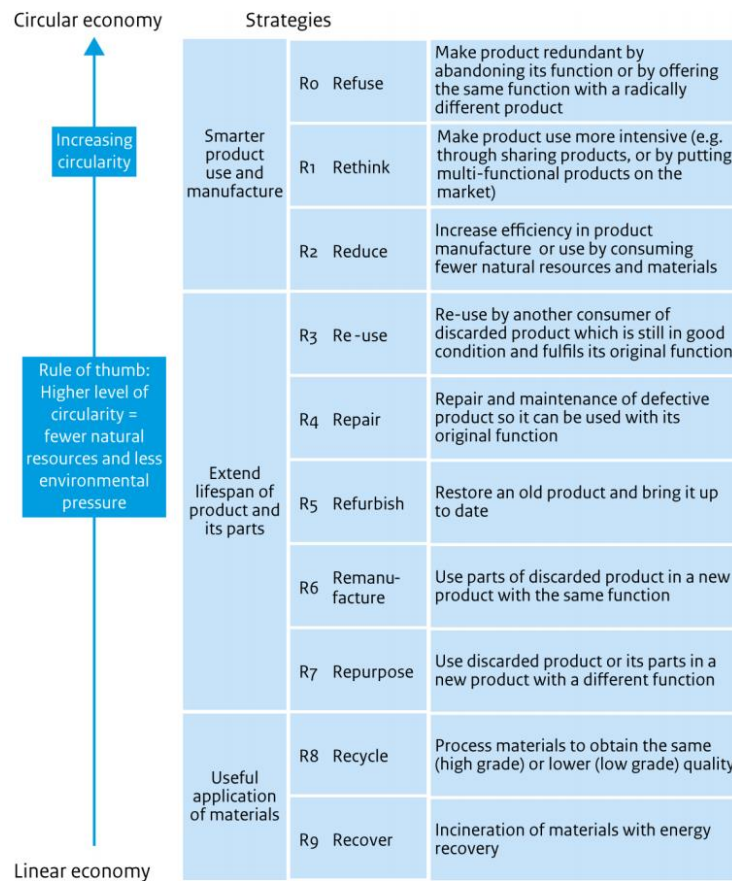 Circular economy
Strategies
Increasing
circularity
Rule of thumb:
Higher level of
circularity =
fewer natural
resources and less
environmental
pressure
Linear economy
Smarter
product
use and
manufacture
R0 Refuse
Make product redundant by
abandoning its function or by offering
the same function with a radically
different product
R1 Rethink
Make product use more intensive (e.g.
through sharing products, or by putting
multi-functional products on the
market)
R2 Reduce
Increase efficiency in product
manufacture or use by consuming
fewer natural resources and materials
Extend
lifespan of
product and
its parts
R3 Re-use
Re-use by another consumer of
discarded product which is still in good
condition and fulfils its original function
R4 Repair
Repair and maintenance of defective
product so it can be used with its
original function
R5 Refurbish
Restore an old product and bring it up
to date
R6 Remanu-
facture
Use parts of discarded product in a new
product with the same function
R7 Repurpose
Use discarded product or its parts in a
new product with a different function
Useful
application
of materials
R8 Recycle
Process materials to obtain the same
(high grade) or lower (low grade) quality
R9 Recover
Incineration of materials with energy
recovery